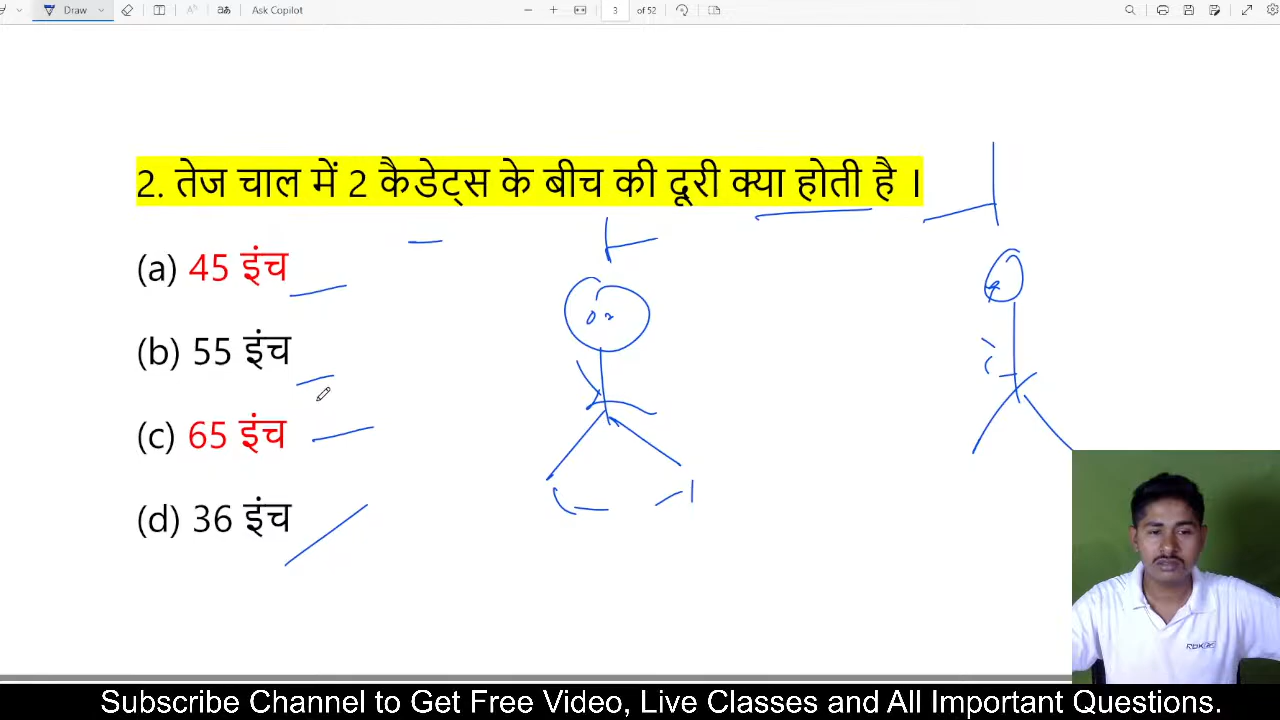 Draw
Ask Copilot
3 of 52
2. तेज चाल में 2 कैडेट्स के बीच की दूरी क्या होती है ।
(a) 45 इंच
(b) 55 इंच
(c) 65 इंच
(d) 36 इंच
Subscribe Channel to Get Free Video, Live Classes and All Important Questions.